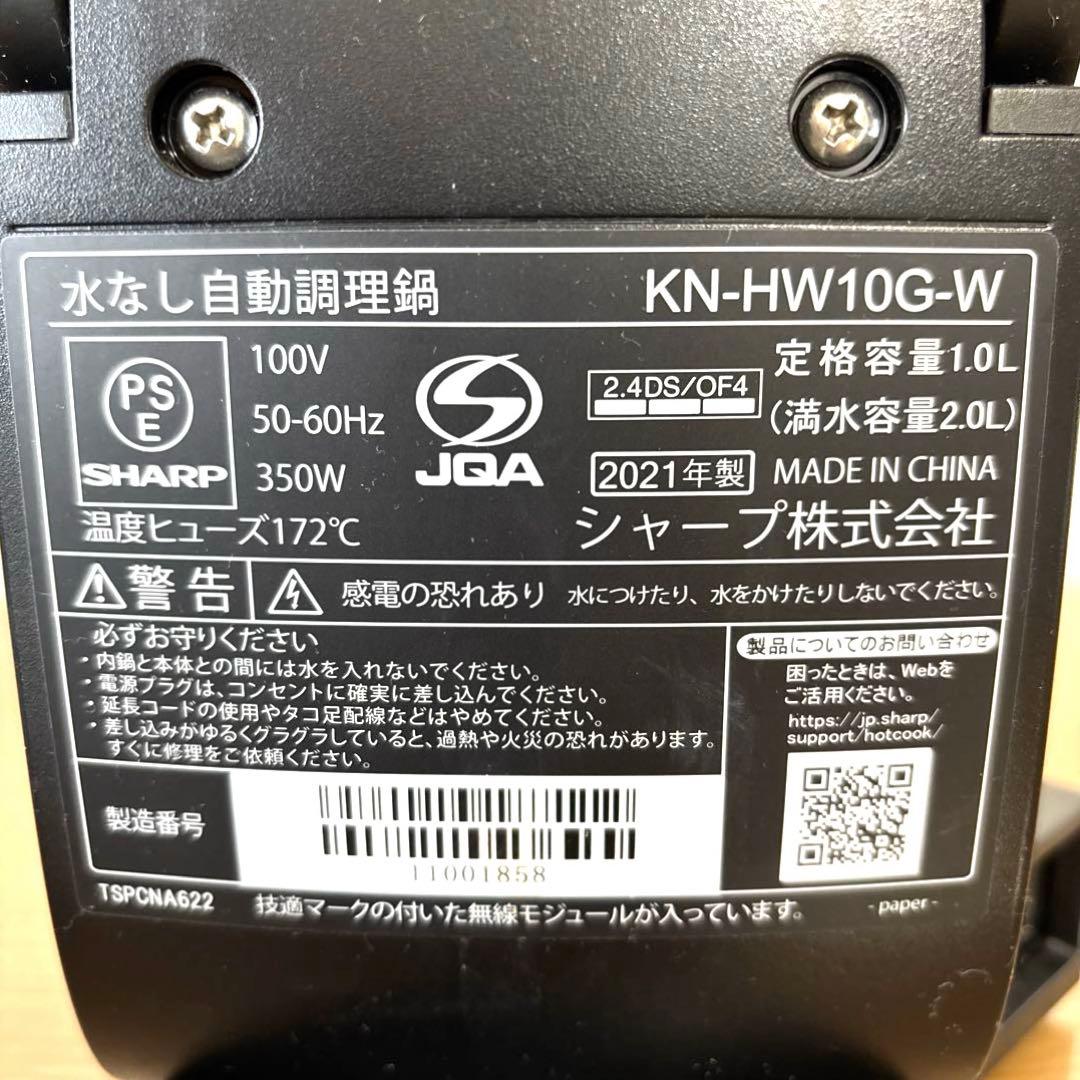 水なし自動調理鍋 KN-HW10G-W
PS
E
SHARP
100V
50-60Hz
350W
JQA
2.4DS/OF4
2021年製
定格容量1.0L
(満水容量2.0L)
MADE IN CHINA
温度ヒューズ172℃
シャープ株式会社
警告
感電の恐れあり 水につけたり、水をかけたりしないでください。
必ずお守りください
・内鍋と本体との間には水を入れないでください。
・電源プラグは、コンセントに確実に差し込んでください。
・延長コードの使用やタコ足配線などはやめてください。
・差し込みがゆるくグラグラしていると、過熱や火災の恐れがあります。
すぐに修理をご依頼ください。
製品についてのお問い合わせ
困ったときは、Webを
ご活用ください。
https://jp.sharp/
support/hotcook/
製造番号
11001858
TSPCNA622
技適マークの付いた無線モジュールが入っています。
- paper -